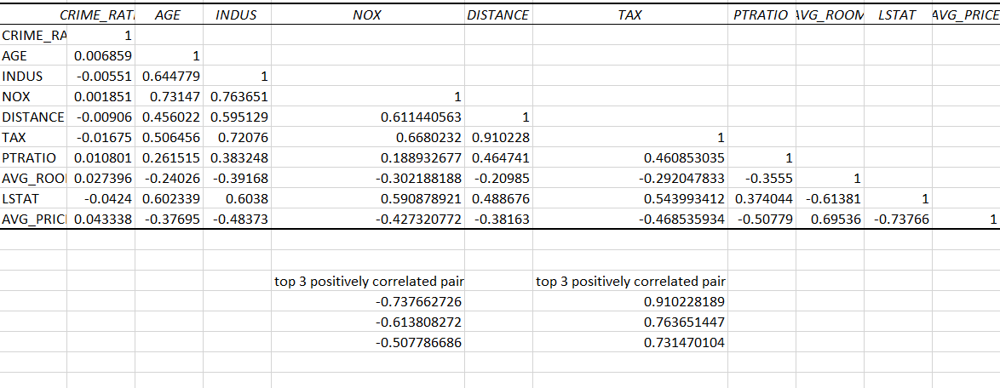 CRIME_RATI AGE INDUS NOX DISTANCE TAX PTRATIO AVG_ROOM LSTAT AVG_PRICE
CRIME_RA 1
AGE 0.006859 1
INDUS -0.00551 0.644779 1
NOX 0.001851 0.73147 0.763651 1
DISTANCE -0.00906 0.456022 0.595129 0.611440563 1
TAX -0.01675 0.506456 0.72076 0.6680232 0.910228 1
PTRATIO 0.010801 0.261515 0.383248 0.188932677 0.464741 0.460853035 1
AVG_ROO 0.027396 -0.24026 -0.39168 -0.302188188 -0.20985 -0.292047833 -0.3555 1
LSTAT -0.0424 0.602339 0.6038 0.590878921 0.488676 0.543993412 0.374044 -0.61381 1
AVG_PRIC 0.043338 -0.37695 -0.48373 -0.427320772 -0.38163 -0.468535934 -0.50779 0.69536 -0.73766 1
top 3 positively correlated pair top 3 positively correlated pair
-0.737662726 0.910228189
-0.613808272 0.763651447
-0.507786686 0.731470104